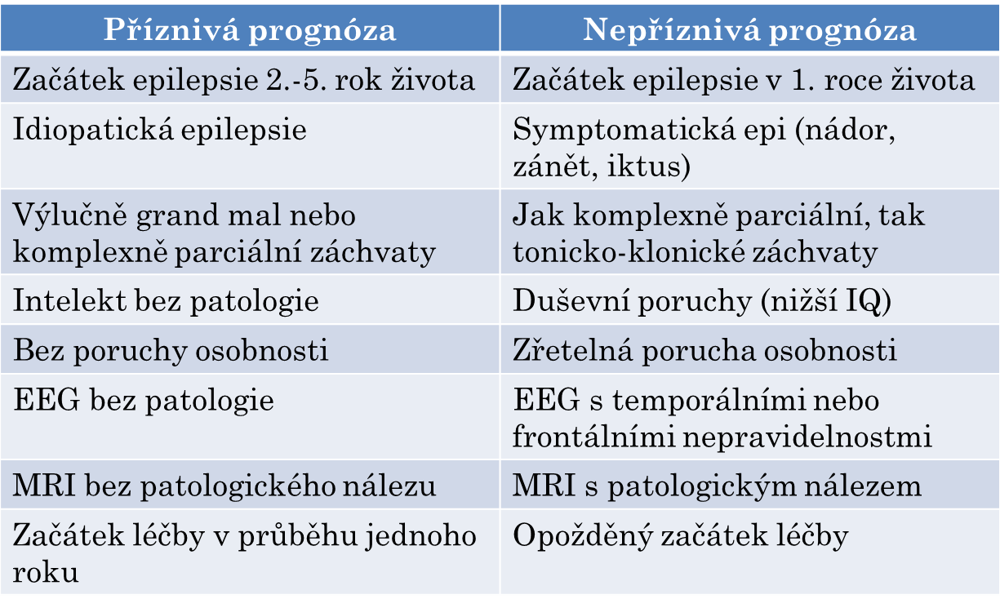 Příznivá prognóza
Nepříznivá prognóza
Začátek epilepsie 2.-5. rok života
Začátek epilepsie v 1. roce života
Idiopatická epilepsie
Symptomatická epi (nádor,
zánět, iktus)
Výlučně grand mal nebo
komplexně parciální záchvaty
Jak komplexně parciální, tak
tonicko-klonické záchvaty
Intelekt bez patologie
Duševní poruchy (nižší IQ)
Bez poruchy osobnosti
Zřetelná porucha osobnosti
EEG bez patologie
EEG s temporálními nebo
frontálními nepravidelnostmi
MRI bez patologického nálezu
MRI s patologickým nálezem
Začátek léčby v průběhu jednoho
roku
Opožděný začátek léčby